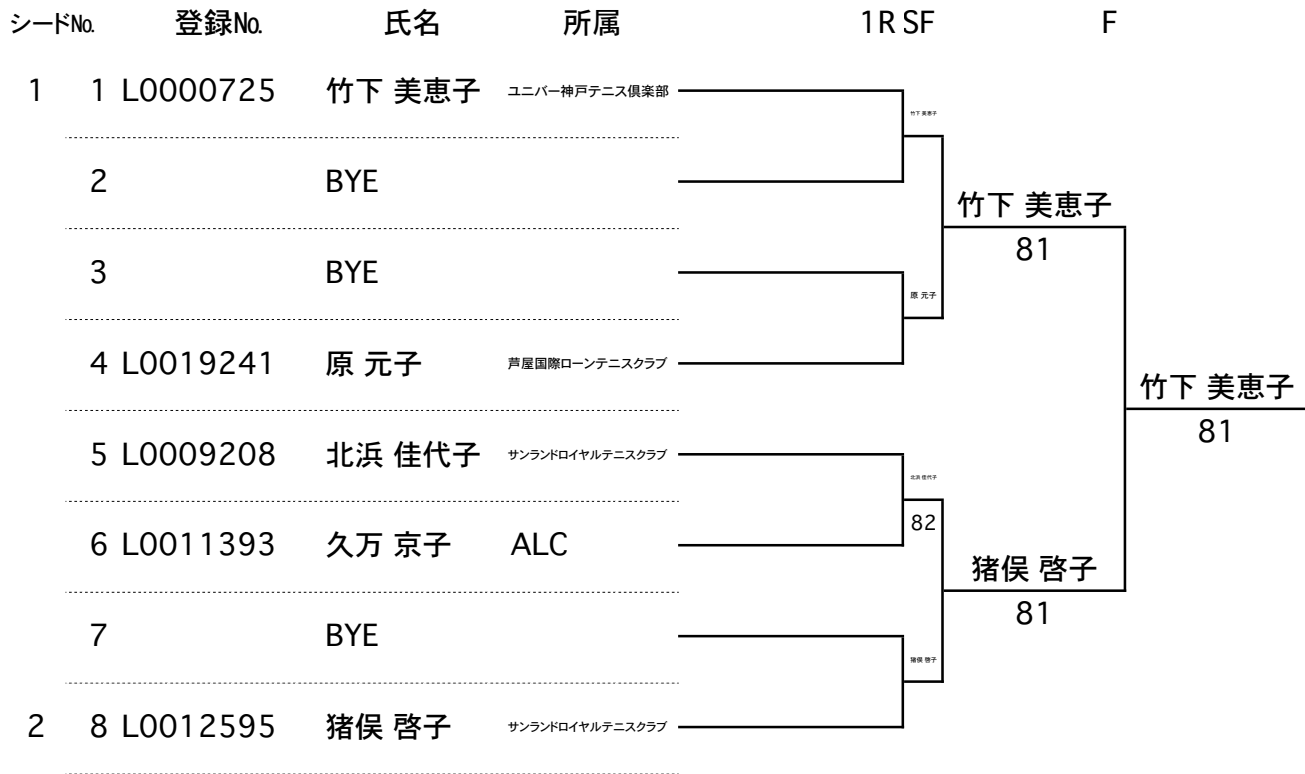 シードNo. 登録No. 氏名 所属 1R SF F
1 1 L0000725 竹下 美恵子 ユニバー神戸テニス倶楽部
竹下 美恵子
2 BYE
竹下 美恵子
81
3 BYE
原 元子
4 L0019241 原 元子 芦屋国際ローンテニスクラブ
竹下 美恵子
81
5 L0009208 北浜 佳代子 サンランドロイヤルテニスクラブ
北浜 佳代子
82
6 L0011393 久万 京子 ALC
猪俣 啓子
81
7 BYE
猪俣 啓子
2 8 L0012595 猪俣 啓子 サンランドロイヤルテニスクラブ